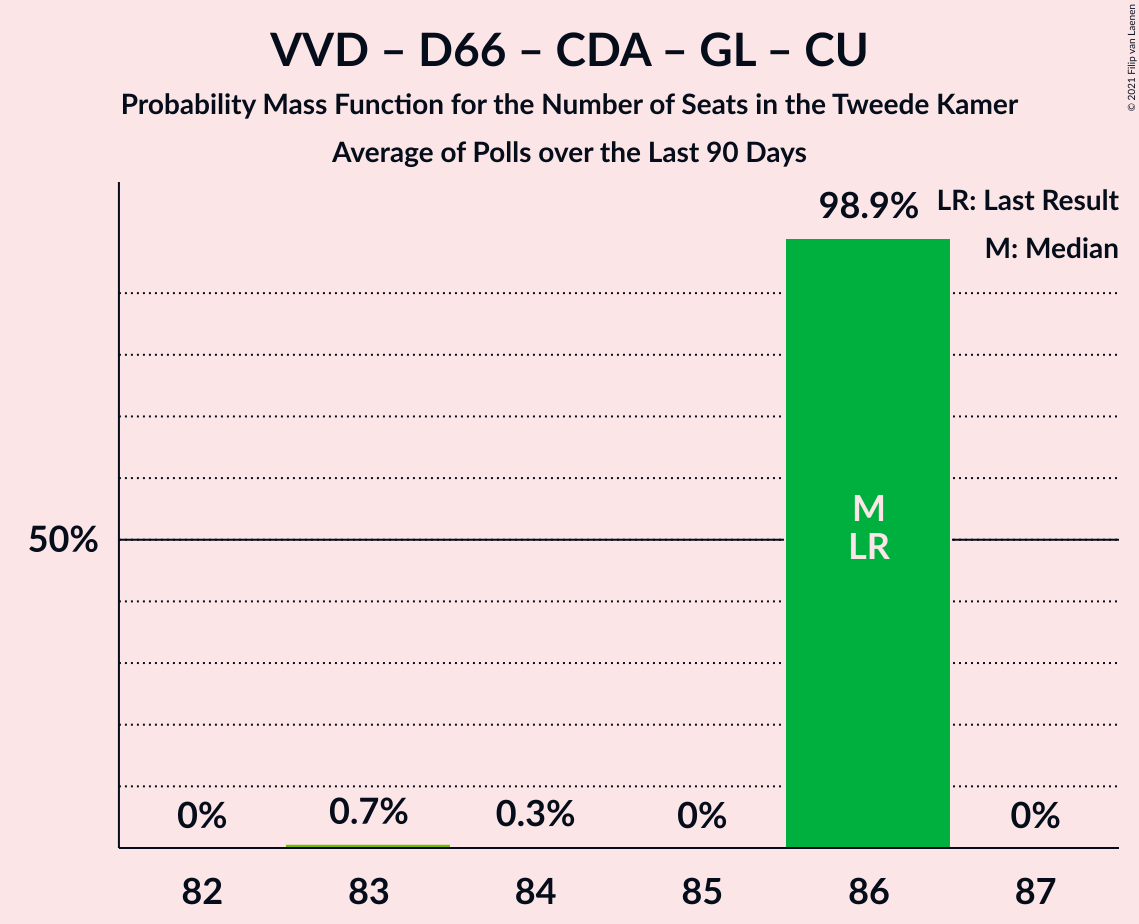 VVD – D66 – CDA – GL – CU
Probability Mass Function for the Number of Seats in the Tweede Kamer
Average of Polls over the Last 90 Days
© 2021 Filip van Laenen
98.9%
LR: Last Result
M: Median
M
LR
50%
0%
0.7%
0.3%
0%
0%
82
83
84
85
86
87